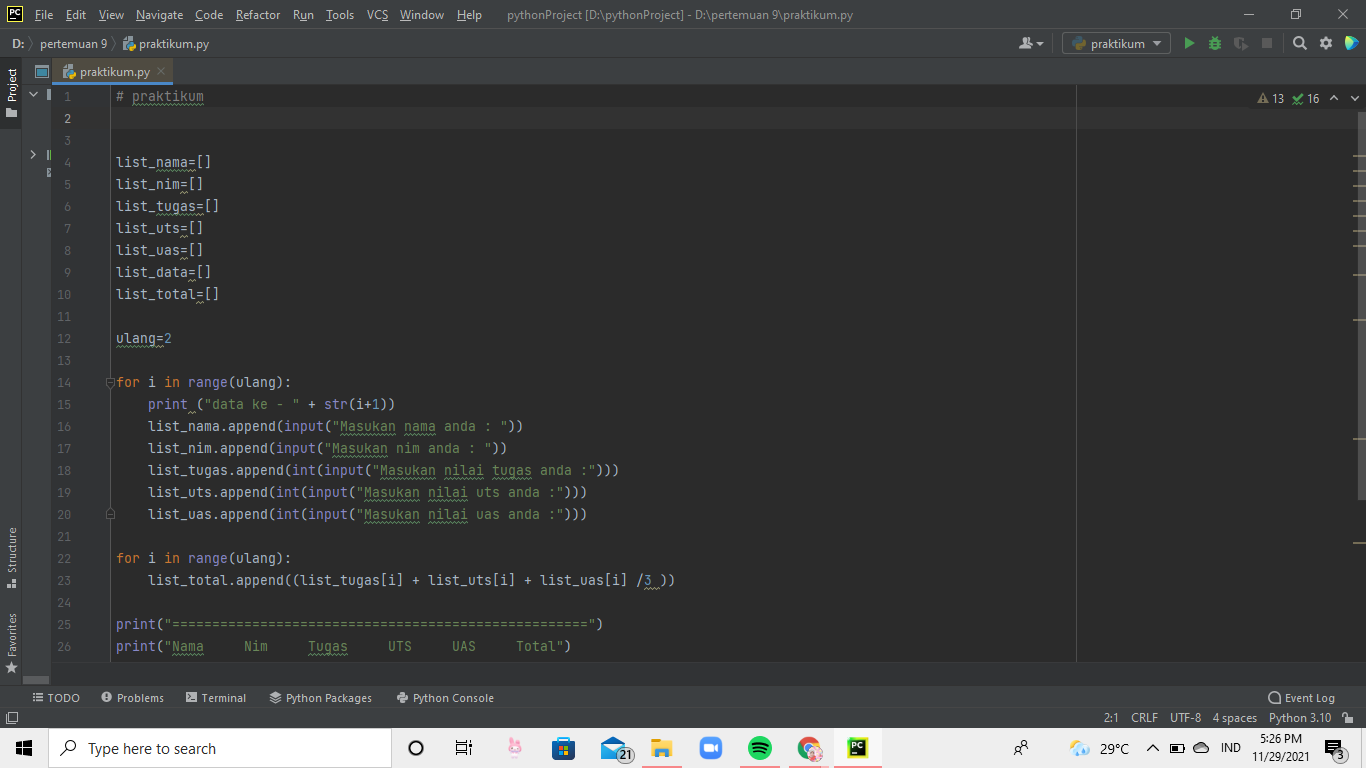 File Edit View Navigate Code Refactor Run Tools VCS Window Help pythonProject [D:\pythonProject] - D:\pertemuan 9\praktikum.py
D: pertemuan 9 praktikum.py praktikum
Project
praktikum.py
13 16
1 # praktikum
2
3
4 list_nama=[]
5 list_nim=[]
6 list_tugas=[]
7 list_uts=[]
8 list_uas=[]
9 list_data=[]
10 list_total=[]
11
12 ulang=2
13
14 for i in range(ulang):
15     print ("data ke - " + str(i+1))
16     list_nama.append(input("Masukan nama anda : "))
17     list_nim.append(input("Masukan nim anda : "))
18     list_tugas.append(int(input("Masukan nilai tugas anda :")))
19     list_uts.append(int(input("Masukan nilai uts anda :")))
20     list_uas.append(int(input("Masukan nilai uas anda :")))
21
22 for i in range(ulang):
23     list_total.append((list_tugas[i] + list_uts[i] + list_uas[i] /3 ))
24
25 print("====================================================")
26 print("Nama     Nim     Tugas     UTS     UAS     Total")
Structure
Favorites
TODO Problems Terminal Python Packages Python Console Event Log
2:1 CRLF UTF-8 4 spaces Python 3.10
Type here to search
21
PC
29°C
IND
5:26 PM
11/29/2021
3